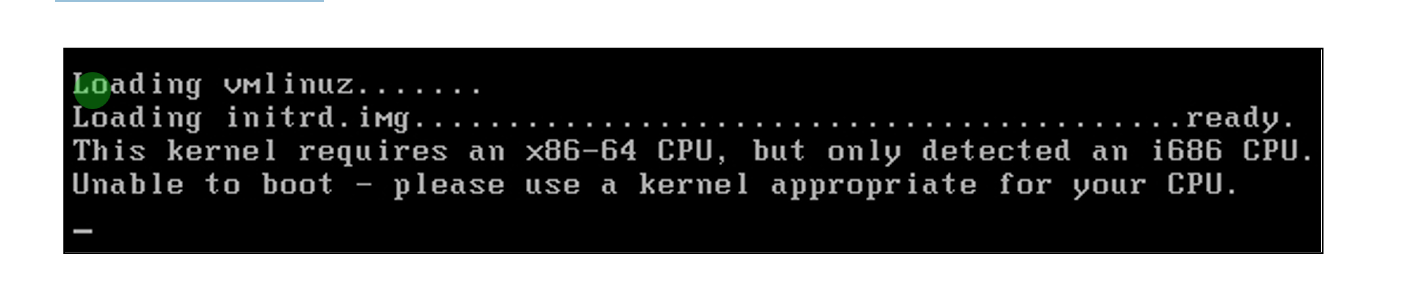 Loading vmlinuz.......
Loading initrd.img.........................................ready.
This kernel requires an x86-64 CPU, but only detected an i686 CPU.
Unable to boot - please use a kernel appropriate for your CPU.
_